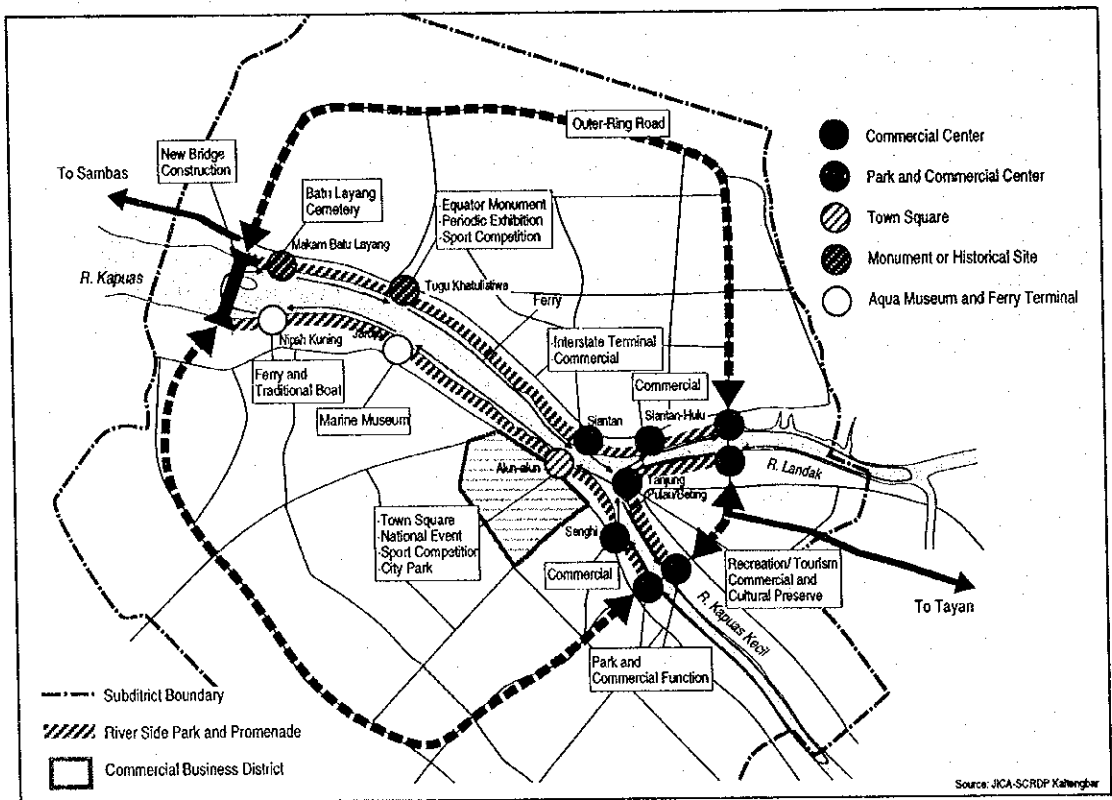 Outer-Ring Road
New Bridge
Construction
To Sambas
Batu Layang
Cemetery
-Equator Monument
-Periodic Exhibition
-Sport Competition
Makam Batu Layang
R. Kapuas
Tugu Khatulistiwa
Ferry
Nipah Kuning
Ferry and
Traditional Boat
Marine Museum
-Interstate Terminal
Commercial
Commercial
Siantan
Siantan-Hulu
Alun-alun
Tanjung
Pulau/Beting
R. Landak
-Town Square
-National Event
-Sport Competition
-City Park
Senghi
Commercial
Recreation/ Tourism
Commercial and
Cultural Preserve
To Tayan
R. Kapuas Kecil
Park and
Commercial Function
Commercial Center
Park and Commercial Center
Town Square
Monument or Historical Site
Aqua Museum and Ferry Terminal
Subditrict Boundary
River Side Park and Promenade
Commercial Business District
Source: JICA-SCRDP Kaltengbar